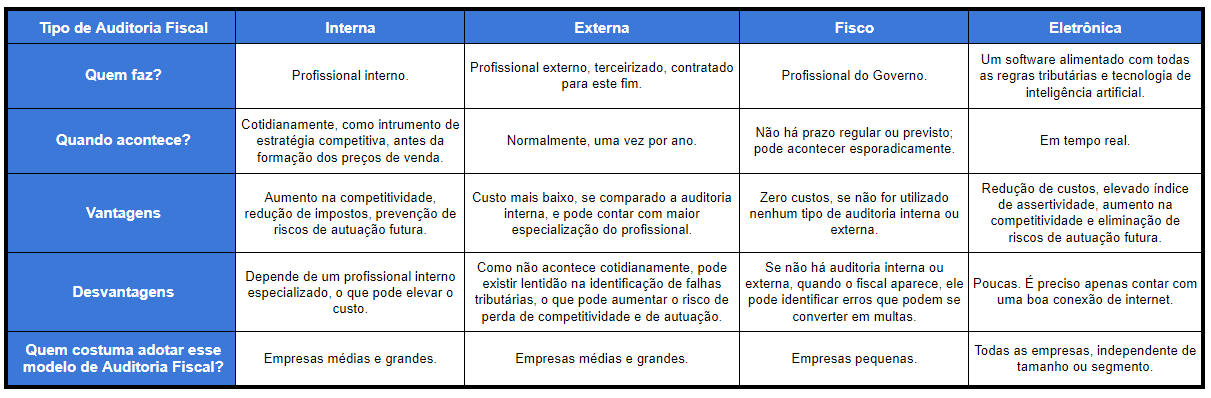 Tipo de Auditoria Fiscal
Interna
Externa
Fisco
Eletrônica
Quem faz?
Profissional interno.
Profissional externo, terceirizado, contratado
para este fim.
Profissional do Governo.
Um software alimentado com todas
as regras tributárias e tecnologia de
inteligência artificial.
Quando acontece?
Cotidianamente, como intrumento de
estratégia competitiva, antes da
formação dos preços de venda.
Normalmente, uma vez por ano.
Não há prazo regular ou previsto;
pode acontecer esporadicamente.
Em tempo real.
Vantagens
Aumento na competitividade,
redução de impostos, prevenção de
riscos de autuação futura.
Custo mais baixo, se comparado a auditoria
interna, e pode contar com maior
especialização do profissional.
Zero custos, se não for utilizado
nenhum tipo de auditoria interna ou
externa.
Redução de custos, elevado índice
de assertividade, aumento na
competitividade e eliminação de
riscos de autuação futura.
Desvantagens
Depende de um profissional interno
especializado, o que pode elevar o
custo.
Como não acontece cotidianamente, pode
existir lentidão na identificação de falhas
tributárias, o que pode aumentar o risco de
perda de competitividade e de autuação.
Se não há auditoria interna ou
externa, quando o fiscal aparece, ele
pode identificar erros que podem se
converter em multas.
Poucas. É preciso apenas contar com
uma boa conexão de internet.
Quem costuma adotar esse
modelo de Auditoria Fiscal?
Empresas médias e grandes.
Empresas médias e grandes.
Empresas pequenas.
Todas as empresas, independente de
tamanho ou segmento.